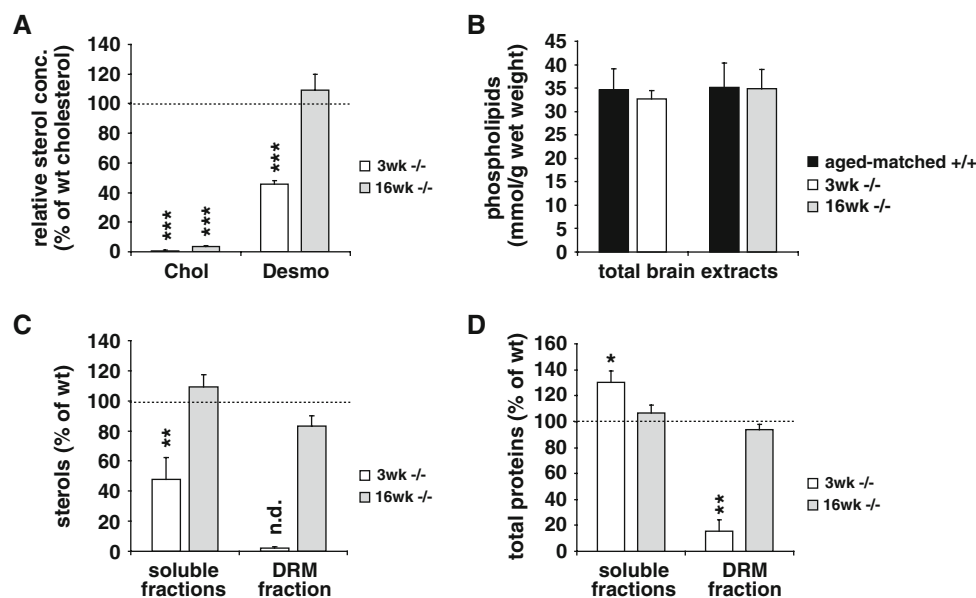 A
relative sterol conc.
(% of wt cholesterol)
140
120
100
80
60
40
20
0
***
***
***
Chol
Desmo
3wk -/-
16wk -/-
B
phospholipids
(mmol/g wet weight)
45
40
35
30
25
20
15
10
5
0
total brain extracts
aged-matched +/+
3wk -/-
16wk -/-
C
sterols (% of wt)
140
120
100
80
60
40
20
0
**
n.d.
soluble
fractions
DRM
fraction
3wk -/-
16wk -/-
D
total proteins (% of wt)
160
140
120
100
80
60
40
20
0
*
**
soluble
fractions
DRM
fraction
3wk -/-
16wk -/-